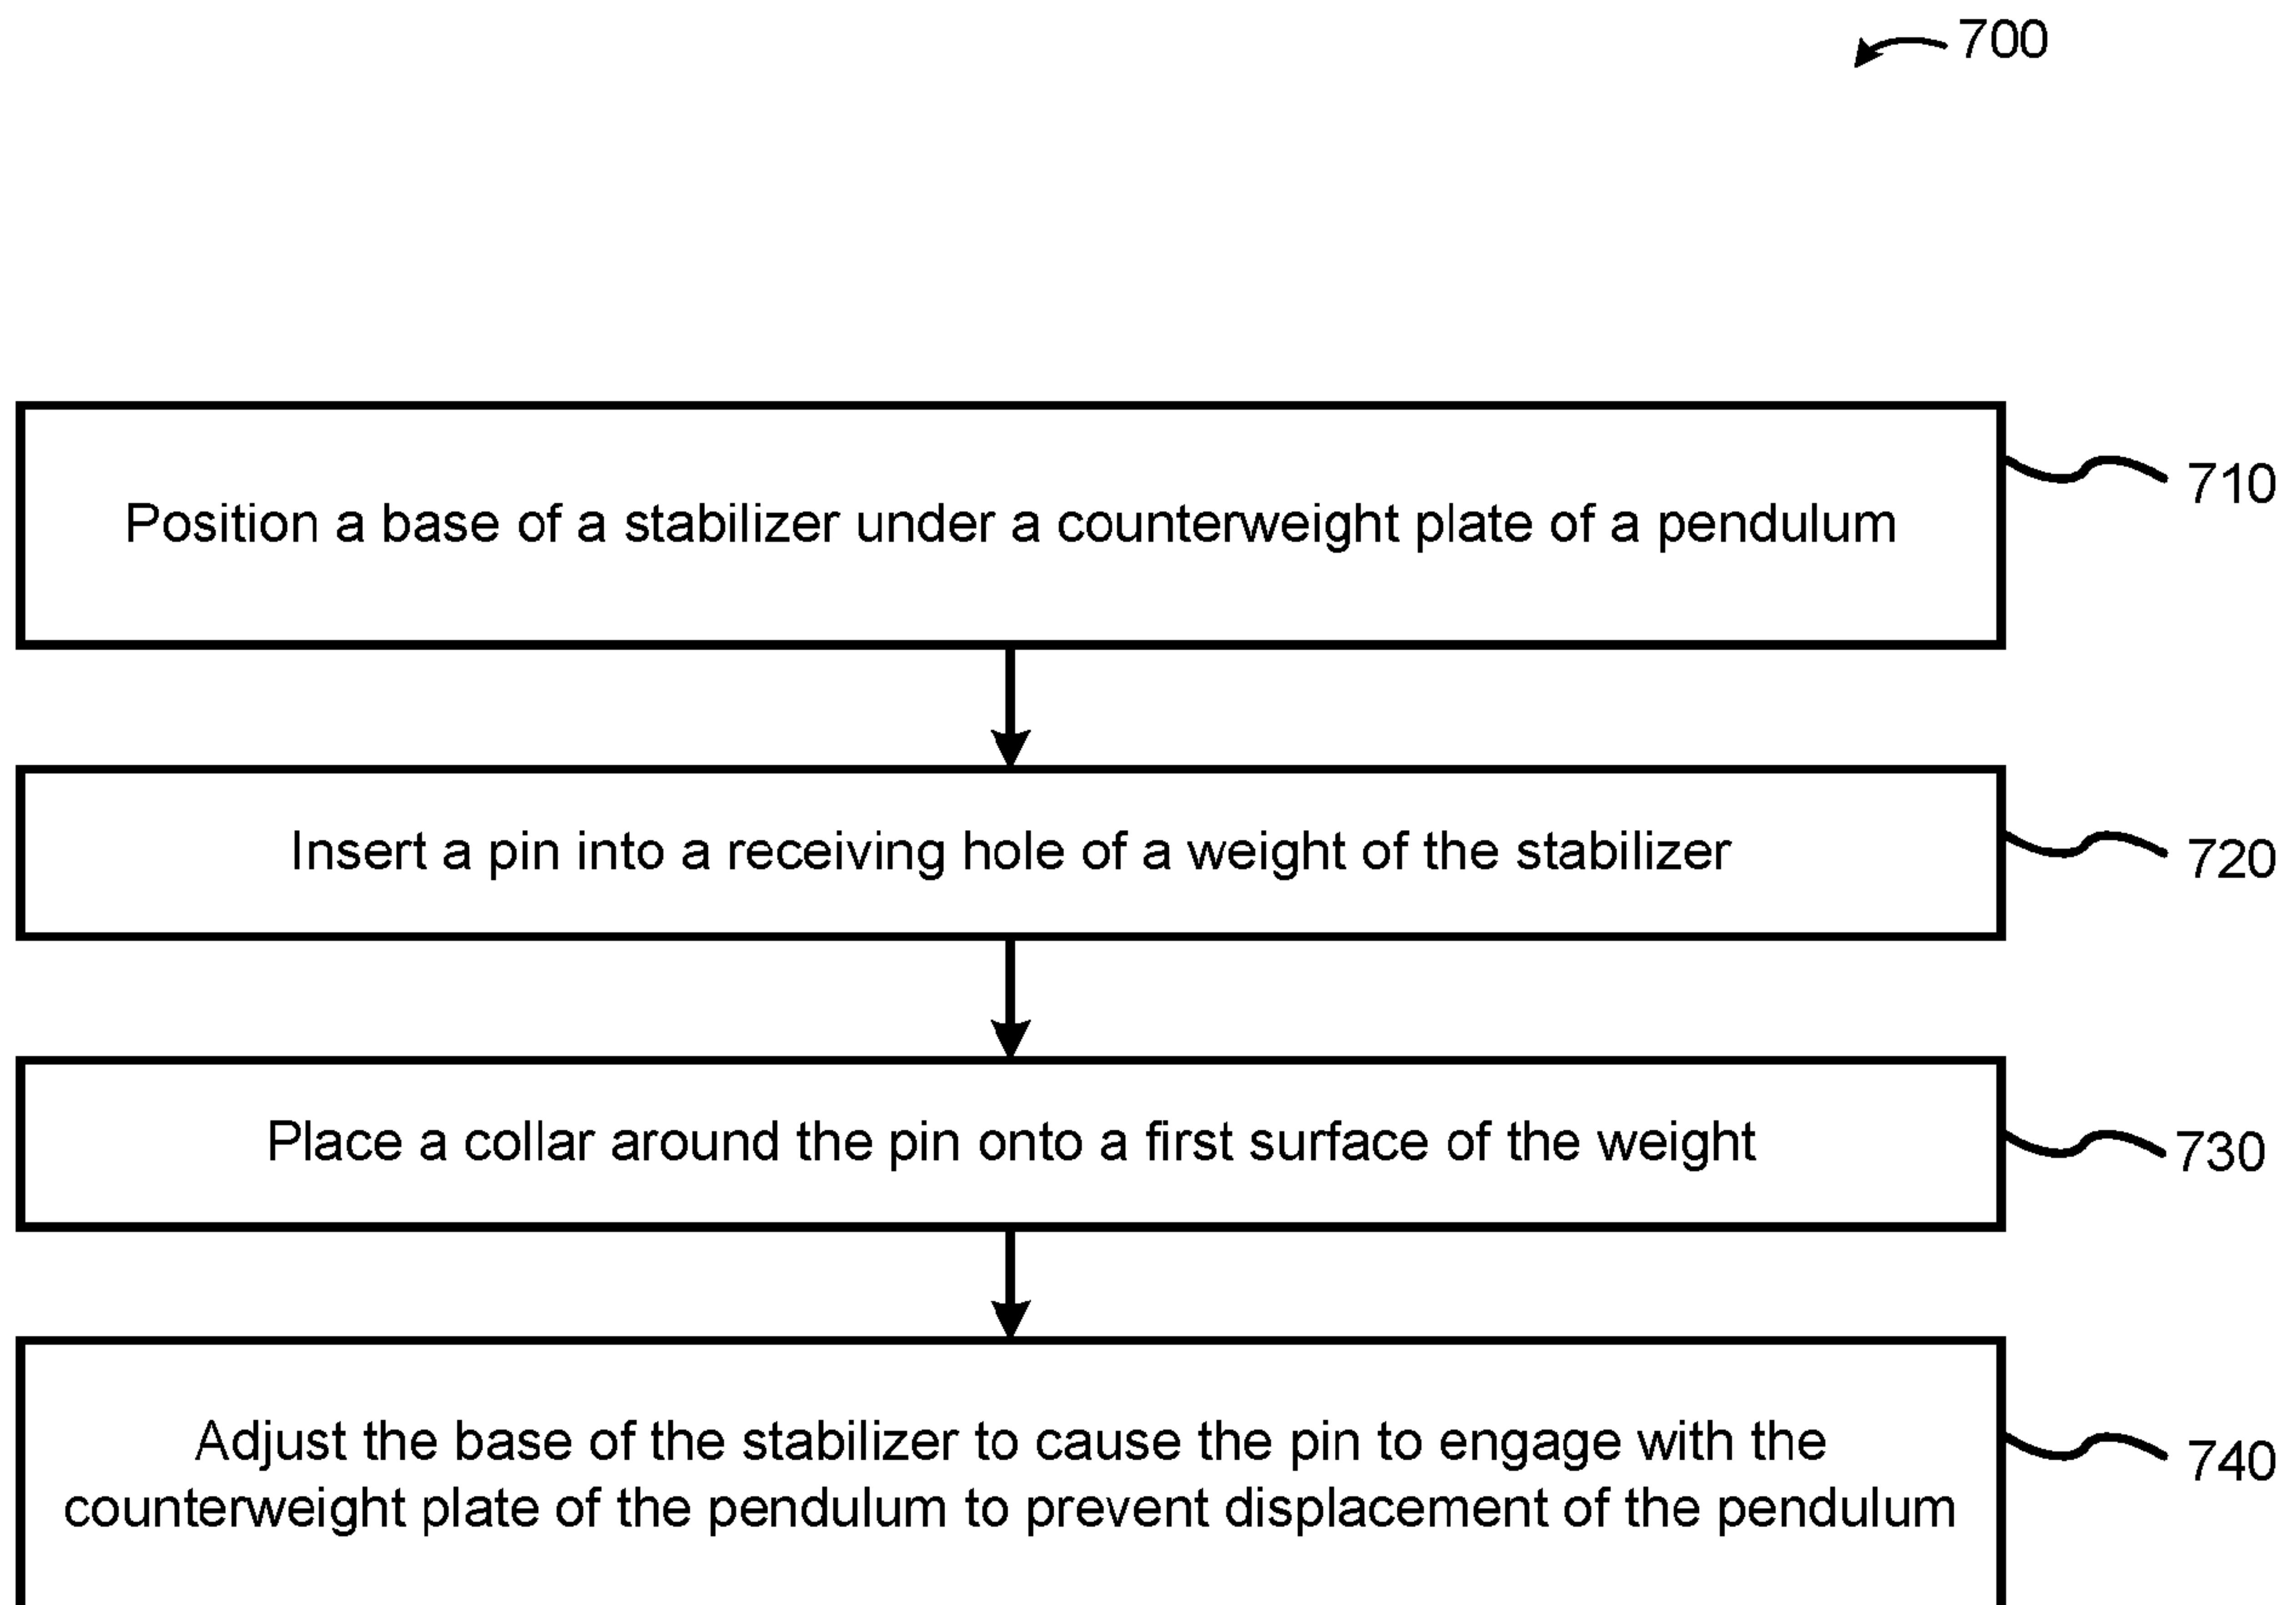 700
Position a base of a stabilizer under a counterweight plate of a pendulum
710
Insert a pin into a receiving hole of a weight of the stabilizer
720
Place a collar around the pin onto a first surface of the weight
730
Adjust the base of the stabilizer to cause the pin to engage with the
counterweight plate of the pendulum to prevent displacement of the pendulum
740